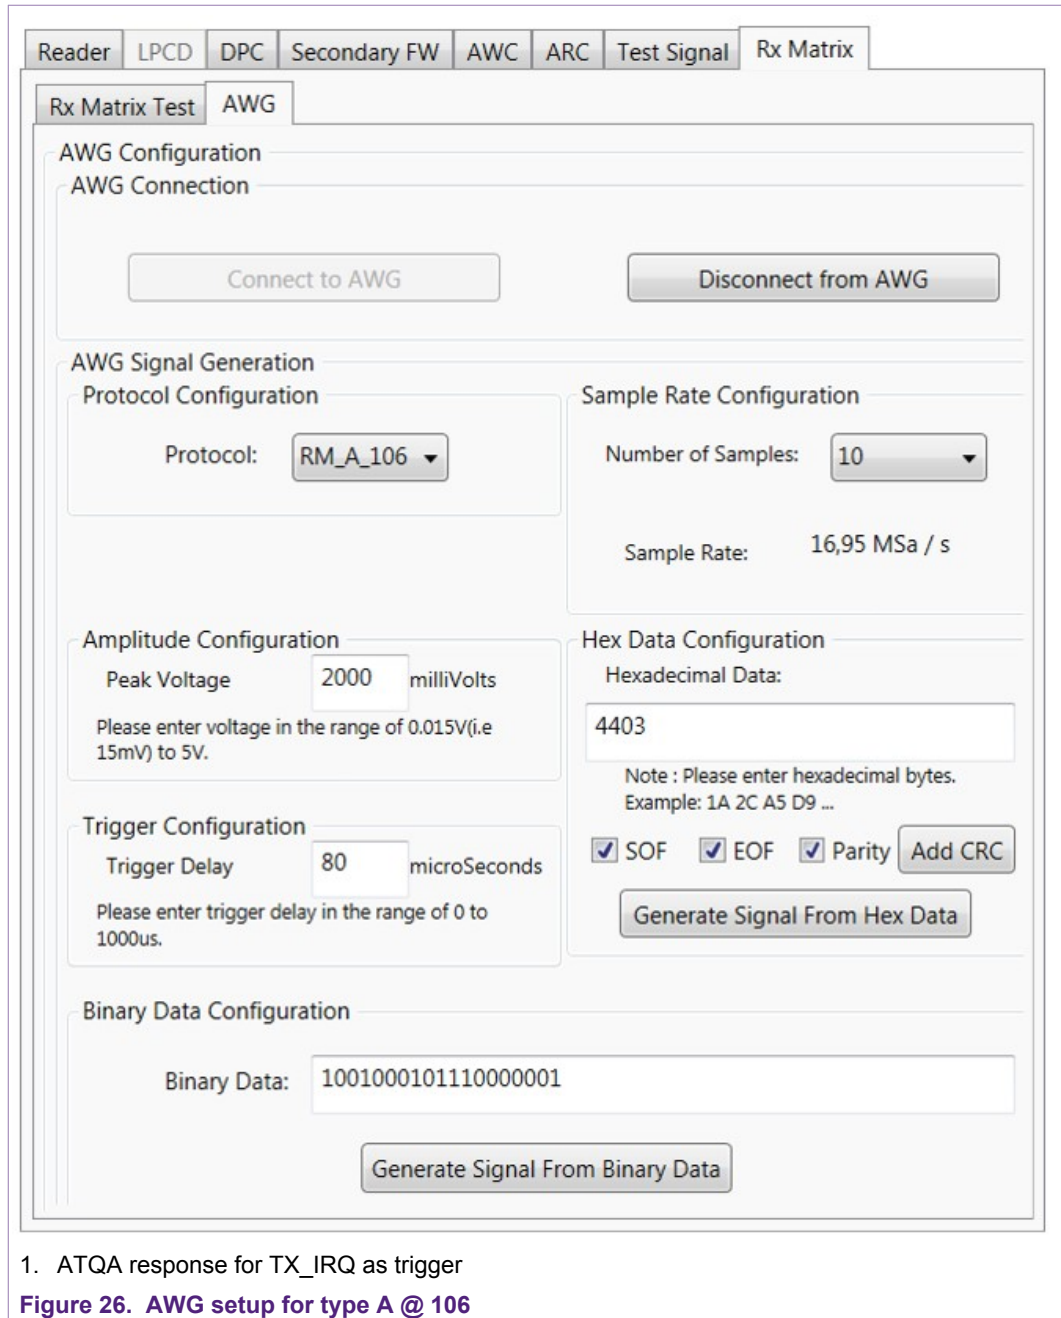 Reader LPCD DPC Secondary FW AWC ARC Test Signal Rx Matrix
Rx Matrix Test AWG
AWG Configuration
AWG Connection
Connect to AWG Disconnect from AWG
AWG Signal Generation
Protocol Configuration
Protocol: RM_A_106
Sample Rate Configuration
Number of Samples: 10
Sample Rate: 16,95 MSa / s
Amplitude Configuration
Peak Voltage 2000 milliVolts
Please enter voltage in the range of 0.015V(i.e
15mV) to 5V.
Hex Data Configuration
Hexadecimal Data:
4403
Note : Please enter hexadecimal bytes.
Example: 1A 2C A5 D9 ...
SOF EOF Parity Add CRC
Generate Signal From Hex Data
Trigger Configuration
Trigger Delay 80 microSeconds
Please enter trigger delay in the range of 0 to
1000us.
Binary Data Configuration
Binary Data: 1001000101110000001
Generate Signal From Binary Data
1. ATQA response for TX_IRQ as trigger
Figure 26. AWG setup for type A @ 106